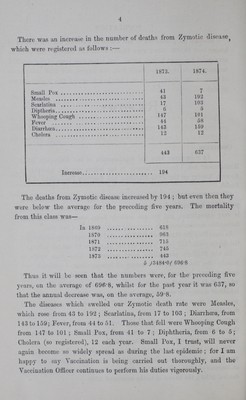 4
There was an increase in the number of deaths from Zymotic disease,
which were registered as follows :—
1873. 1874.
Small Pox 41 7
Measles 43 192
Scarlatina 17 103
Diptheria 6 5
Whooping Cough 147 101
Fever 44 58
Diarrhœa 143 159
Cholera 12 12
443 637
Increase 194
The deaths from Zymotic disease increased by 194; but even then they
were below the average for the preceding five years. The mortality
from this class was—
In 1869 818
1870 963
1871 715
1872 745
1873 443
5 )3484·0( 696·8
Thus it will be seen that the numbers were, for the preceding five
years, on the average of 696·8, whilst for the past year it was 637, so
that the annual decrease was, on the average, 59·8.
The diseases which swelled our Zymotic death rate were Measles,
which rose from 43 to 192; Scarlatina, from 17 to 103; Diarrhœa, from
143 to 159; Fever, from 44 to 51. Those that fell were Whooping Cough
from 147 to 101; Small Pox, from 41 to 7; Diphtheria, from 6 to 5;
Cholera (so registered), 12 each year. Small Pox, I trust, will never
again become so widely spread as during the last epidemic; for I am
happy to say Vaccination is being carried out thoroughly, and the
Vaccination Officer continues to perform his duties vigorously.